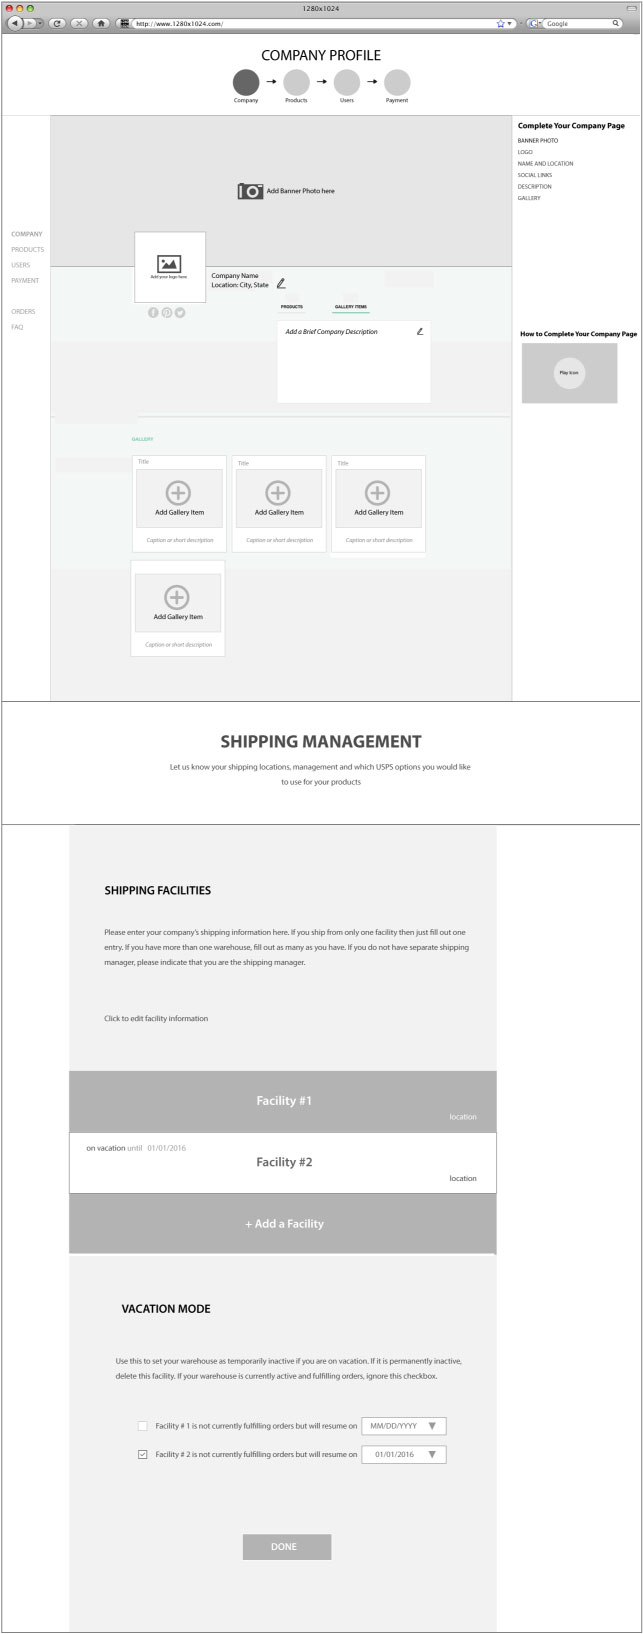 1280x1024
http://www.1280x1024.com/
Google
COMPANY PROFILE
Company
Products
Users
Payment
Complete Your Company Page
BANNER PHOTO
LOGO
NAME AND LOCATION
SOCIAL LINKS
DESCRIPTION
GALLERY
Add Banner Photo here
COMPANY
PRODUCTS
USERS
PAYMENT
ORDERS
FAQ
Add your logo here
Company Name
Location: City, State
PRODUCTS
GALLERY ITEMS
Add a Brief Company Description
How to Complete Your Company Page
Play Icon
GALLERY
Title
Add Gallery Item
Caption or short description
Title
Add Gallery Item
Caption or short description
Title
Add Gallery Item
Caption or short description
Add Gallery Item
Caption or short description
SHIPPING MANAGEMENT
Let us know your shipping locations, management and which USPS options you would like
to use for your products
SHIPPING FACILITIES
Please enter your company's shipping information here. If you ship from only one facility then just fill out one
entry. If you have more than one warehouse, fill out as many as you have. If you do not have separate shipping
manager, please indicate that you are the shipping manager.
Click to edit facility information
Facility #1
location
on vacation until 01/01/2016
Facility #2
location
+ Add a Facility
VACATION MODE
Use this to set your warehouse as temporarily inactive if you are on vacation. If it is permanently inactive,
delete this facility. If your warehouse is currently active and fulfilling orders, ignore this checkbox.
Facility # 1 is not currently fulfilling orders but will resume on MM/DD/YYYY
Facility # 2 is not currently fulfilling orders but will resume on 01/01/2016
DONE